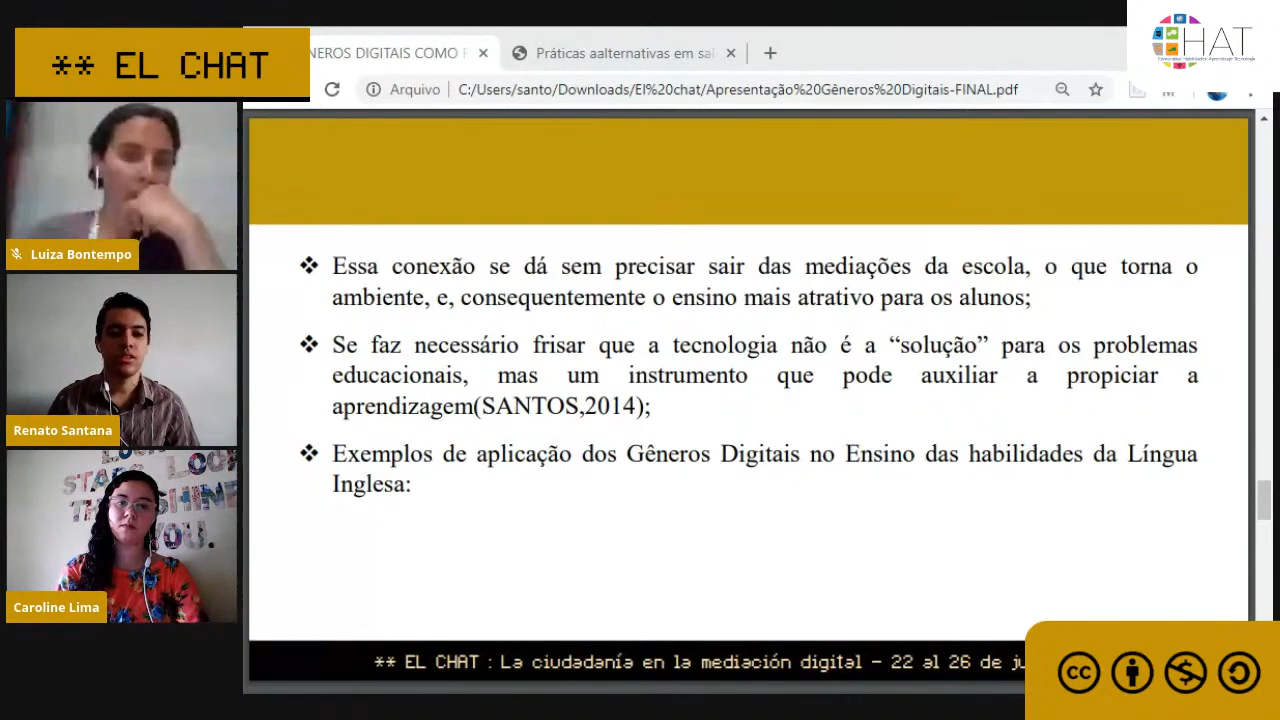 ** EL CHAT
NEROS DIGITAIS COMO
Práticas aalternativas em sa
CHAT
Arquivo
C:/Users/santo/Downloads/El%20chat/Apresentação%20Gêneros%20Digitais-FINAL.pdf
Luiza Bontempo
Renato Santana
Caroline Lima
Essa conexão se dá sem precisar sair das mediações da escola, o que torna o
ambiente, e, consequentemente o ensino mais atrativo para os alunos;
Se faz necessário frisar que a tecnologia não é a “solução” para os problemas
educacionais, mas um instrumento que pode auxiliar a propiciar a
aprendizagem(SANTOS,2014);
Exemplos de aplicação dos Gêneros Digitais no Ensino das habilidades da Língua
Inglesa:
** EL CHAT : La ciudadanía en la mediación digital – 22 al 26 de ju
cc